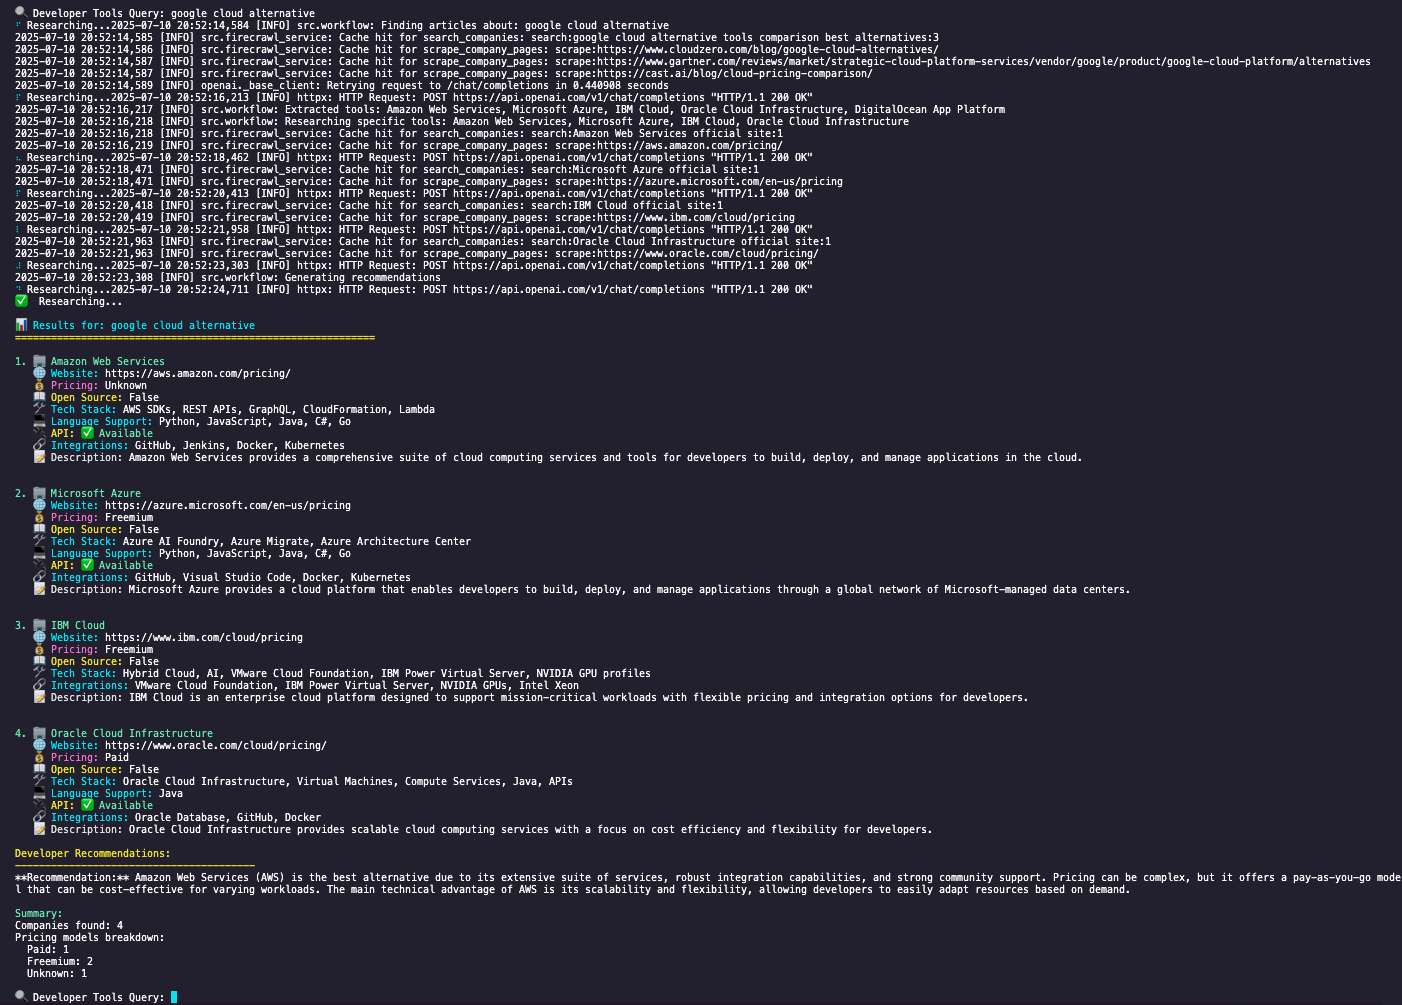 🔍 Developer Tools Query: google cloud alternative
Researching...2025-07-10 20:52:14,584 [INFO] src.workflow: Finding articles about: google cloud alternative
2025-07-10 20:52:14,585 [INFO] src.firecrawl_service: Cache hit for search_companies: search:google cloud alternative tools comparison best alternatives:3
2025-07-10 20:52:14,586 [INFO] src.firecrawl_service: Cache hit for scrape_company_pages: scrape:https://www.cloudzero.com/blog/google-cloud-alternatives/
2025-07-10 20:52:14,587 [INFO] src.firecrawl_service: Cache hit for scrape_company_pages: scrape:https://www.gartner.com/reviews/market/strategic-cloud-platform-services/vendor/google/product/google-cloud-platform/alternatives
2025-07-10 20:52:14,587 [INFO] src.firecrawl_service: Cache hit for scrape_company_pages: scrape:https://cast.ai/blog/cloud-pricing-comparison/
2025-07-10 20:52:14,589 [INFO] openai._base_client: Retrying request to /chat/completions in 0.440908 seconds
Researching...2025-07-10 20:52:16,213 [INFO] httpx: HTTP Request: POST https://api.openai.com/v1/chat/completions "HTTP/1.1 200 OK"
2025-07-10 20:52:16,217 [INFO] src.workflow: Extracted tools: Amazon Web Services, Microsoft Azure, IBM Cloud, Oracle Cloud Infrastructure, DigitalOcean App Platform
2025-07-10 20:52:16,218 [INFO] src.workflow: Researching specific tools: Amazon Web Services, Microsoft Azure, IBM Cloud, Oracle Cloud Infrastructure
2025-07-10 20:52:16,218 [INFO] src.firecrawl_service: Cache hit for search_companies: search:Amazon Web Services official site:1
2025-07-10 20:52:16,219 [INFO] src.firecrawl_service: Cache hit for scrape_company_pages: scrape:https://aws.amazon.com/pricing/
Researching...2025-07-10 20:52:18,462 [INFO] httpx: HTTP Request: POST https://api.openai.com/v1/chat/completions "HTTP/1.1 200 OK"
2025-07-10 20:52:18,471 [INFO] src.firecrawl_service: Cache hit for search_companies: search:Microsoft Azure official site:1
2025-07-10 20:52:18,471 [INFO] src.firecrawl_service: Cache hit for scrape_company_pages: scrape:https://azure.microsoft.com/en-us/pricing
Researching...2025-07-10 20:52:20,413 [INFO] httpx: HTTP Request: POST https://api.openai.com/v1/chat/completions "HTTP/1.1 200 OK"
2025-07-10 20:52:20,418 [INFO] src.firecrawl_service: Cache hit for search_companies: search:IBM Cloud official site:1
2025-07-10 20:52:20,419 [INFO] src.firecrawl_service: Cache hit for scrape_company_pages: scrape:https://www.ibm.com/cloud/pricing
Researching...2025-07-10 20:52:21,958 [INFO] httpx: HTTP Request: POST https://api.openai.com/v1/chat/completions "HTTP/1.1 200 OK"
2025-07-10 20:52:21,963 [INFO] src.firecrawl_service: Cache hit for search_companies: search:Oracle Cloud Infrastructure official site:1
2025-07-10 20:52:21,963 [INFO] src.firecrawl_service: Cache hit for scrape_company_pages: scrape:https://www.oracle.com/cloud/pricing/
Researching...2025-07-10 20:52:23,303 [INFO] httpx: HTTP Request: POST https://api.openai.com/v1/chat/completions "HTTP/1.1 200 OK"
2025-07-10 20:52:23,308 [INFO] src.workflow: Generating recommendations
Researching...2025-07-10 20:52:24,711 [INFO] httpx: HTTP Request: POST https://api.openai.com/v1/chat/completions "HTTP/1.1 200 OK"
✅ Researching...
📊 Results for: google cloud alternative
============================================================
1. 🏢 Amazon Web Services
🌐 Website: https://aws.amazon.com/pricing/
💰 Pricing: Unknown
📖 Open Source: False
🛠️ Tech Stack: AWS SDKs, REST APIs, GraphQL, CloudFormation, Lambda
💻 Language Support: Python, JavaScript, Java, C#, Go
🔌 API: ✅ Available
🔗 Integrations: GitHub, Jenkins, Docker, Kubernetes
📝 Description: Amazon Web Services provides a comprehensive suite of cloud computing services and tools for developers to build, deploy, and manage applications in the cloud.
2. 🏢 Microsoft Azure
🌐 Website: https://azure.microsoft.com/en-us/pricing
💰 Pricing: Freemium
📖 Open Source: False
🛠️ Tech Stack: Azure AI Foundry, Azure Migrate, Azure Architecture Center
💻 Language Support: Python, JavaScript, Java, C#, Go
🔌 API: ✅ Available
🔗 Integrations: GitHub, Visual Studio Code, Docker, Kubernetes
📝 Description: Microsoft Azure provides a cloud platform that enables developers to build, deploy, and manage applications through a global network of Microsoft-managed data centers.
3. 🏢 IBM Cloud
🌐 Website: https://www.ibm.com/cloud/pricing
💰 Pricing: Freemium
📖 Open Source: False
🛠️ Tech Stack: Hybrid Cloud, AI, VMware Cloud Foundation, IBM Power Virtual Server, NVIDIA GPU profiles
🔗 Integrations: VMware Cloud Foundation, IBM Power Virtual Server, NVIDIA GPUs, Intel Xeon
📝 Description: IBM Cloud is an enterprise cloud platform designed to support mission-critical workloads with flexible pricing and integration options for developers.
4. 🏢 Oracle Cloud Infrastructure
🌐 Website: https://www.oracle.com/cloud/pricing/
💰 Pricing: Paid
📖 Open Source: False
🛠️ Tech Stack: Oracle Cloud Infrastructure, Virtual Machines, Compute Services, Java, APIs
💻 Language Support: Java
🔌 API: ✅ Available
🔗 Integrations: Oracle Database, GitHub, Docker
📝 Description: Oracle Cloud Infrastructure provides scalable cloud computing services with a focus on cost efficiency and flexibility for developers.
Developer Recommendations:
----------------------------------------
**Recommendation:** Amazon Web Services (AWS) is the best alternative due to its extensive suite of services, robust integration capabilities, and strong community support. Pricing can be complex, but it offers a pay-as-you-go mode
l that can be cost-effective for varying workloads. The main technical advantage of AWS is its scalability and flexibility, allowing developers to easily adapt resources based on demand.
Summary:
Companies found: 4
Pricing models breakdown:
Paid: 1
Freemium: 2
Unknown: 1
🔍 Developer Tools Query: